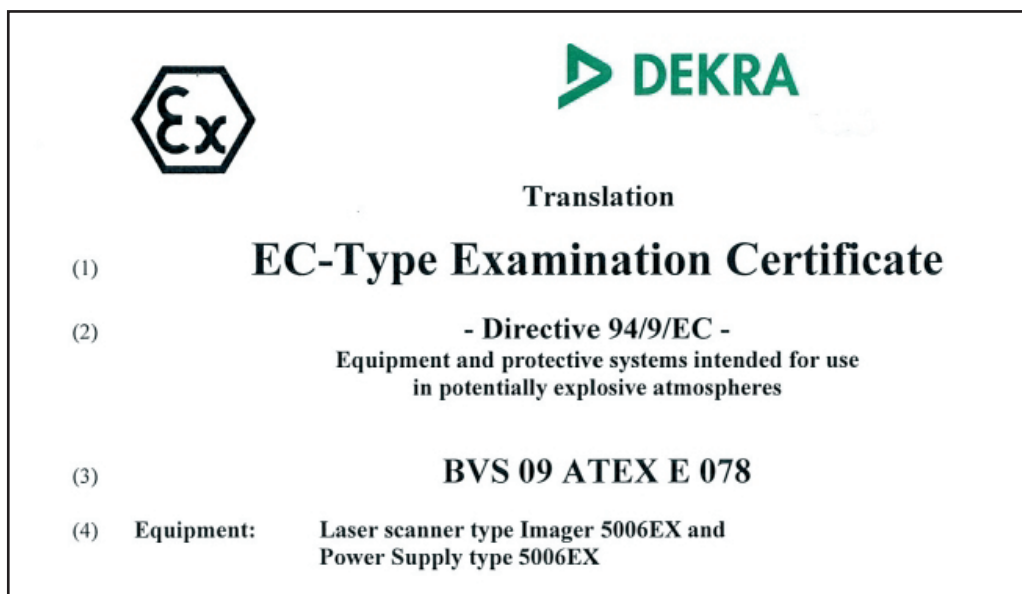 Ex
DEKRA
Translation
(1) EC-Type Examination Certificate
(2) - Directive 94/9/EC -
Equipment and protective systems intended for use
in potentially explosive atmospheres
(3) BVS 09 ATEX E 078
(4) Equipment: Laser scanner type Imager 5006EX and
Power Supply type 5006EX